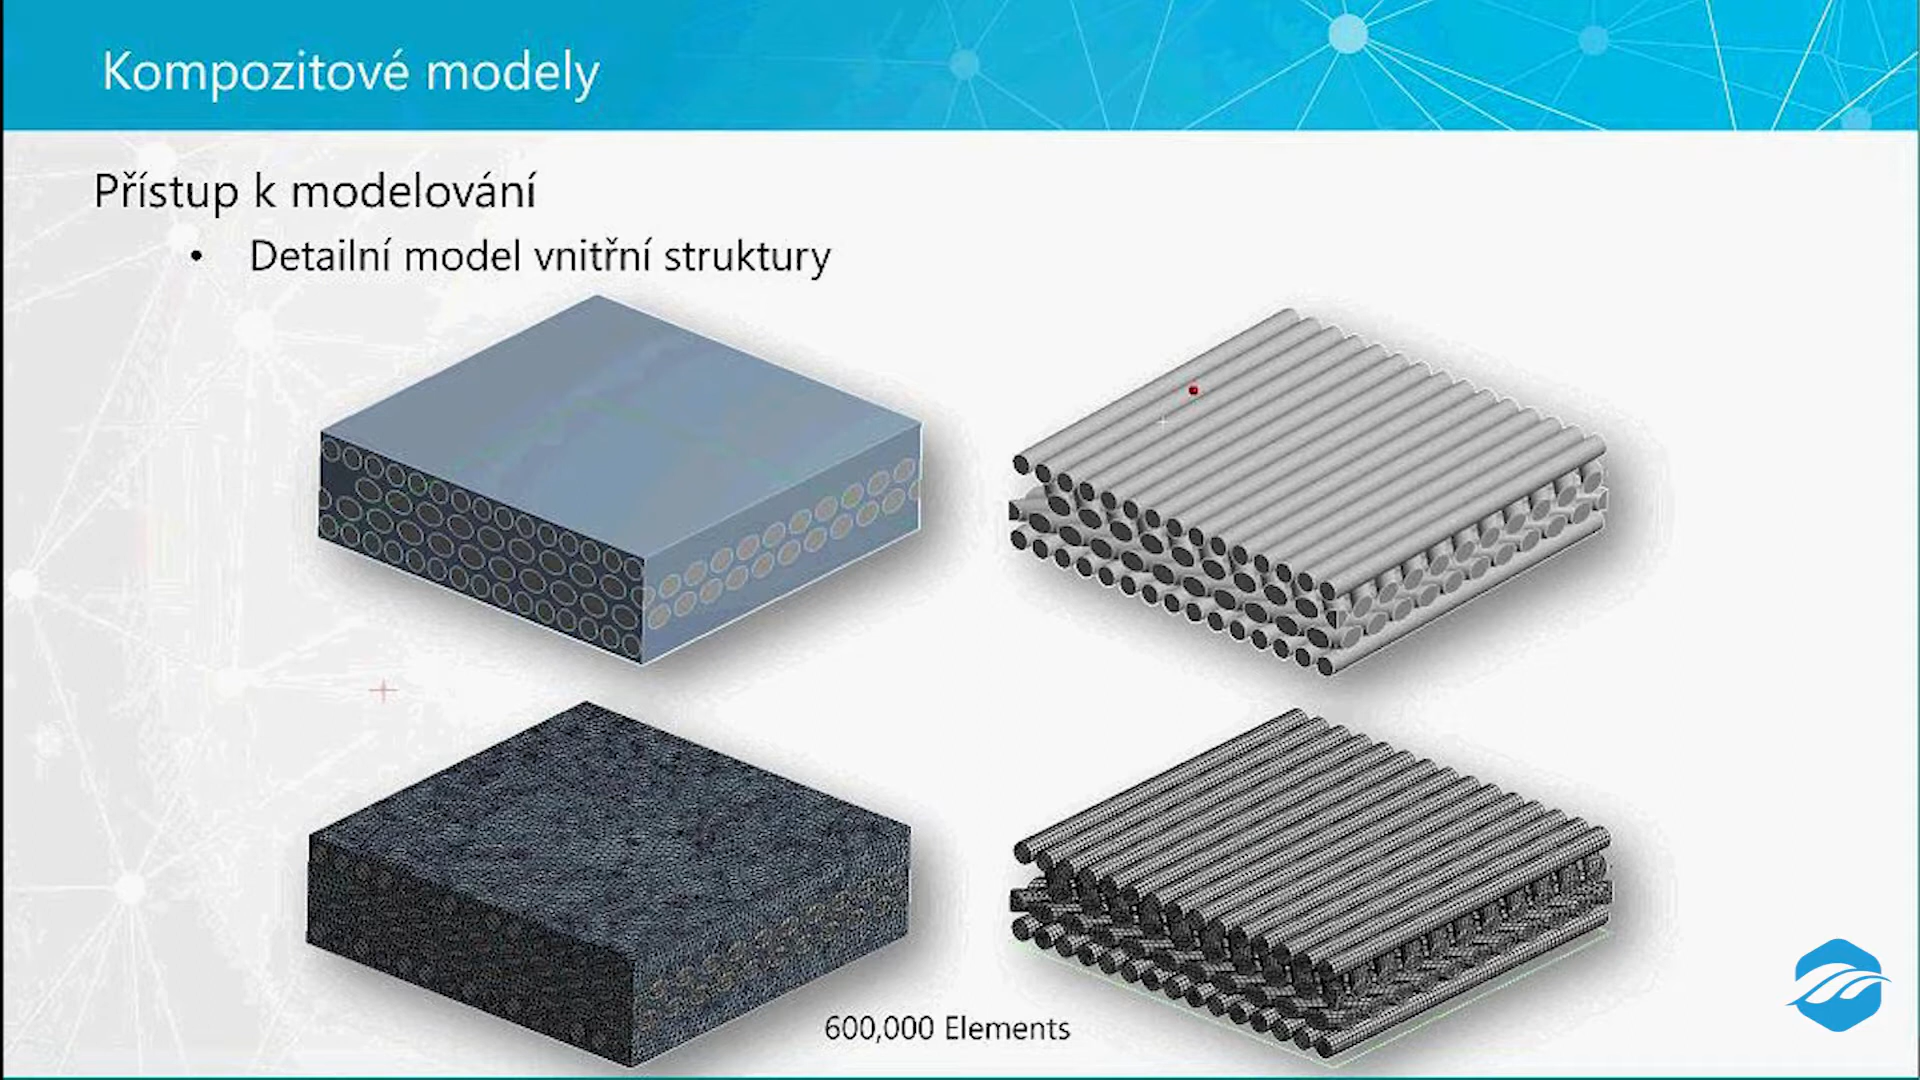 Kompozitové modely
Přístup k modelování
• Detailní model vnitřní struktury
600,000 Elements